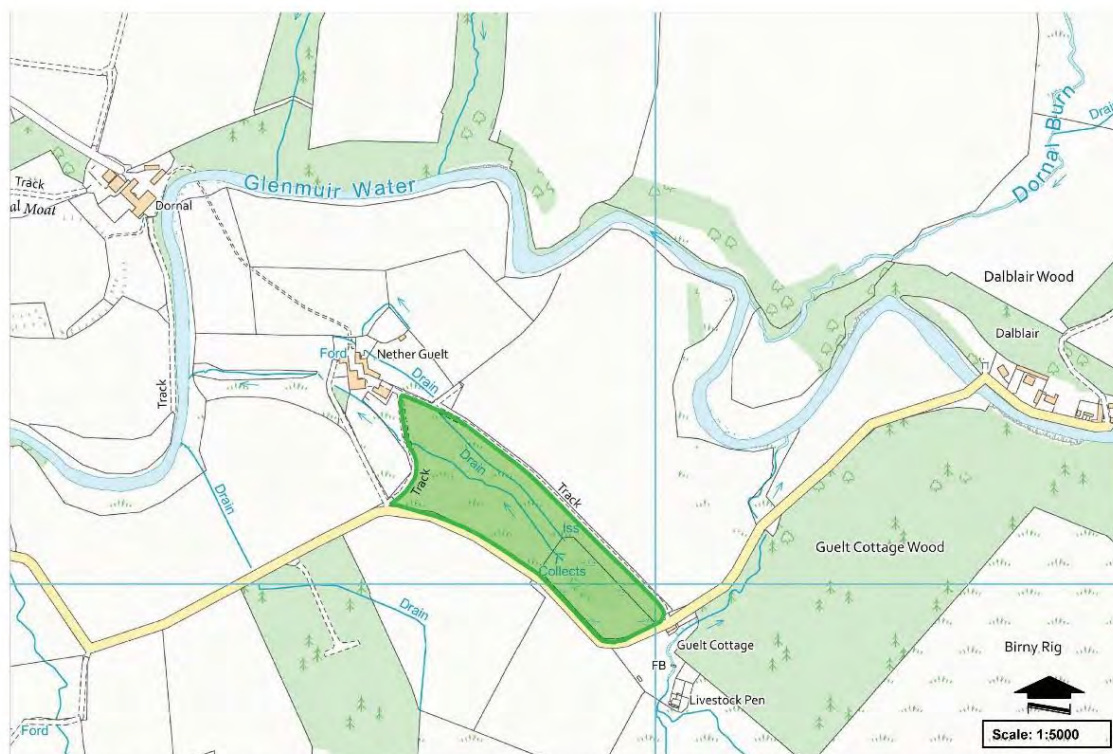 Dornal Burn
Drai
Glenmuir Water
Track
al Moat
Dornal
Dalblair Wood
Dalblair
Ford
Nether Guelt
Drain
Track
Drain
Track
Track
Drain
Iss
Collects
Guelt Cottage Wood
Drain
Guelt Cottage
Birny Rig
FB
Livestock Pen
Ford
Scale: 1:5000